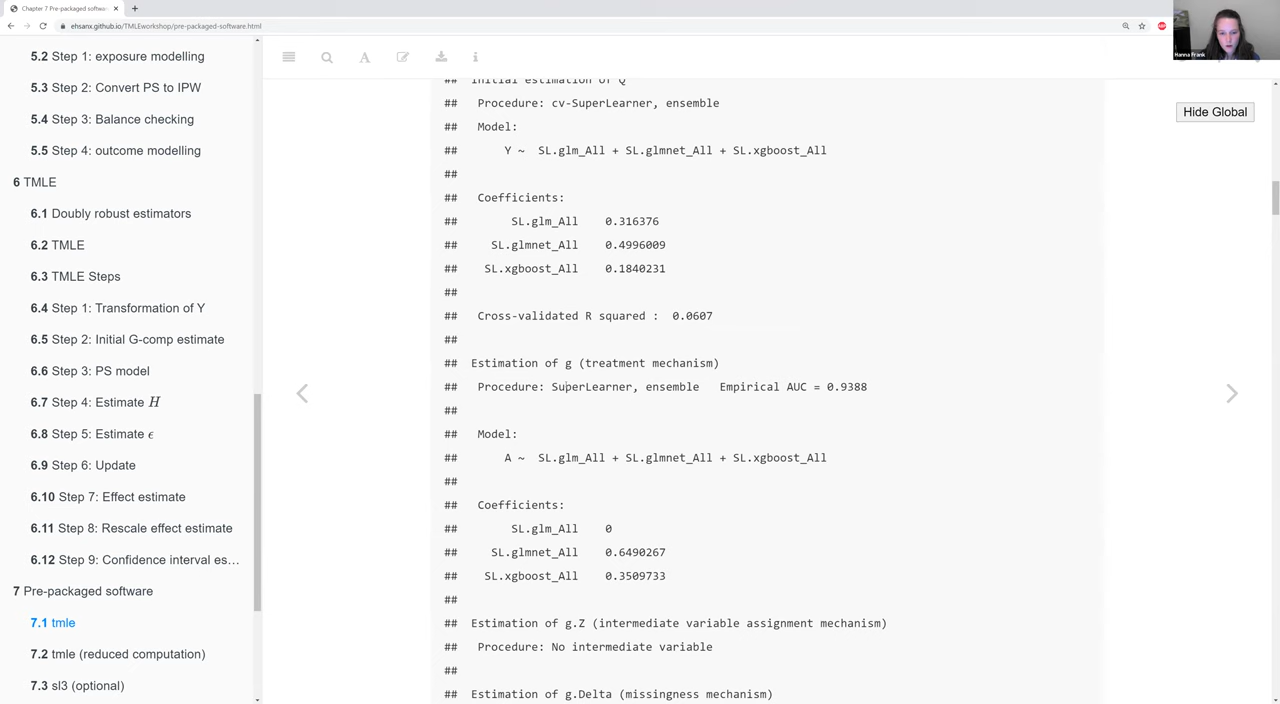 Chapter 7 Pre-packaged softwar
ehsanx.github.io/TMLEworkshop/pre-packaged-software.html
Hanna Frank
5.2 Step 1: exposure modelling
5.3 Step 2: Convert PS to IPW
5.4 Step 3: Balance checking
5.5 Step 4: outcome modelling
6 TMLE
6.1 Doubly robust estimators
6.2 TMLE
6.3 TMLE Steps
6.4 Step 1: Transformation of Y
6.5 Step 2: Initial G-comp estimate
6.6 Step 3: PS model
6.7 Step 4: Estimate H
6.8 Step 5: Estimate ϵ
6.9 Step 6: Update
6.10 Step 7: Effect estimate
6.11 Step 8: Rescale effect estimate
6.12 Step 9: Confidence interval es…
7 Pre-packaged software
7.1 tmle
7.2 tmle (reduced computation)
7.3 sl3 (optional)
Hide Global
## Initial estimation of Q
## Procedure: cv-SuperLearner, ensemble
## Model:
## Y ~ SL.glm_All + SL.glmnet_All + SL.xgboost_All
##
## Coefficients:
## SL.glm_All 0.316376
## SL.glmnet_All 0.4996009
## SL.xgboost_All 0.1840231
##
## Cross-validated R squared : 0.0607
##
## Estimation of g (treatment mechanism)
## Procedure: SuperLearner, ensemble Empirical AUC = 0.9388
##
## Model:
## A ~ SL.glm_All + SL.glmnet_All + SL.xgboost_All
##
## Coefficients:
## SL.glm_All 0
## SL.glmnet_All 0.6490267
## SL.xgboost_All 0.3509733
##
## Estimation of g.Z (intermediate variable assignment mechanism)
## Procedure: No intermediate variable
##
## Estimation of g.Delta (missingness mechanism)